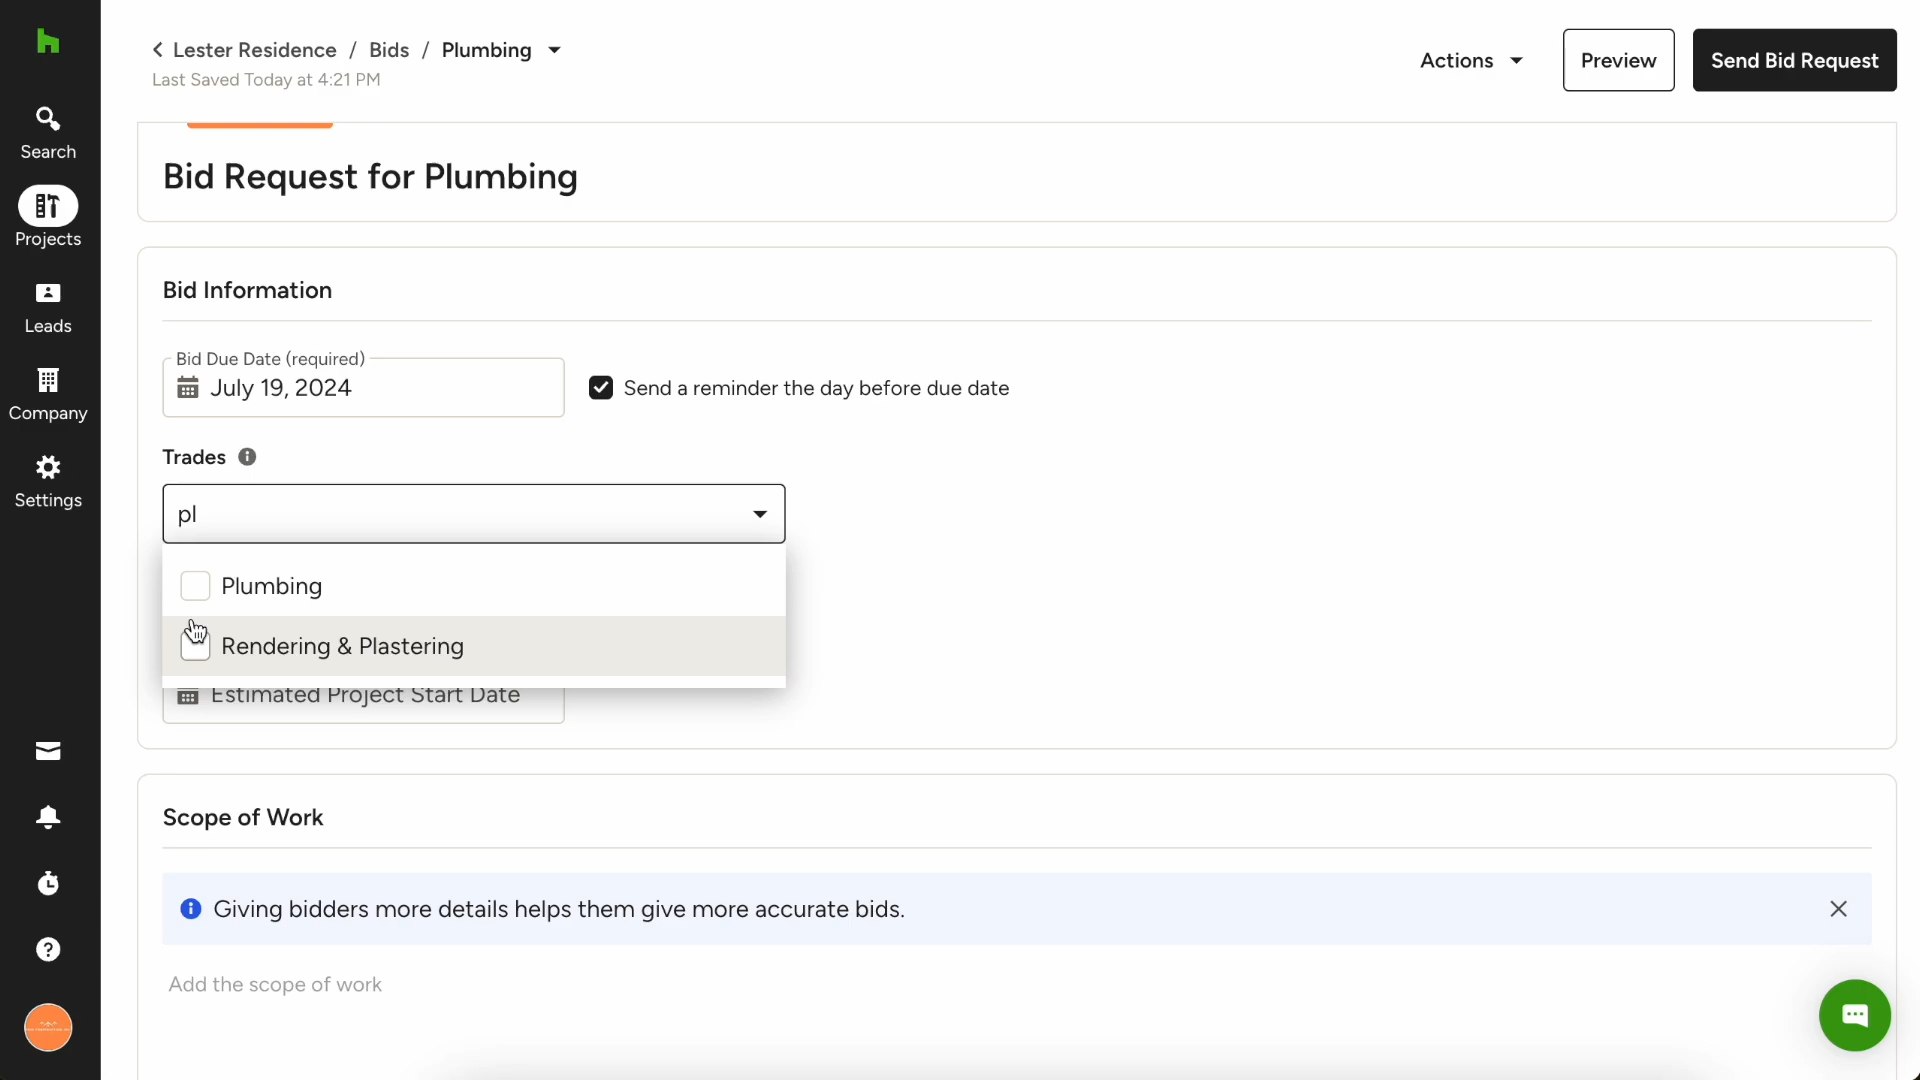 Lester Residence / Bids / Plumbing
Last Saved Today at 4:21 PM
Actions
Preview
Send Bid Request
Search
Projects
Leads
Company
Settings
Bid Request for Plumbing
Bid Information
Bid Due Date (required)
July 19, 2024
Send a reminder the day before due date
Trades
pl
Plumbing
Rendering & Plastering
Estimated Project Start Date
Scope of Work
Giving bidders more details helps them give more accurate bids.
Add the scope of work